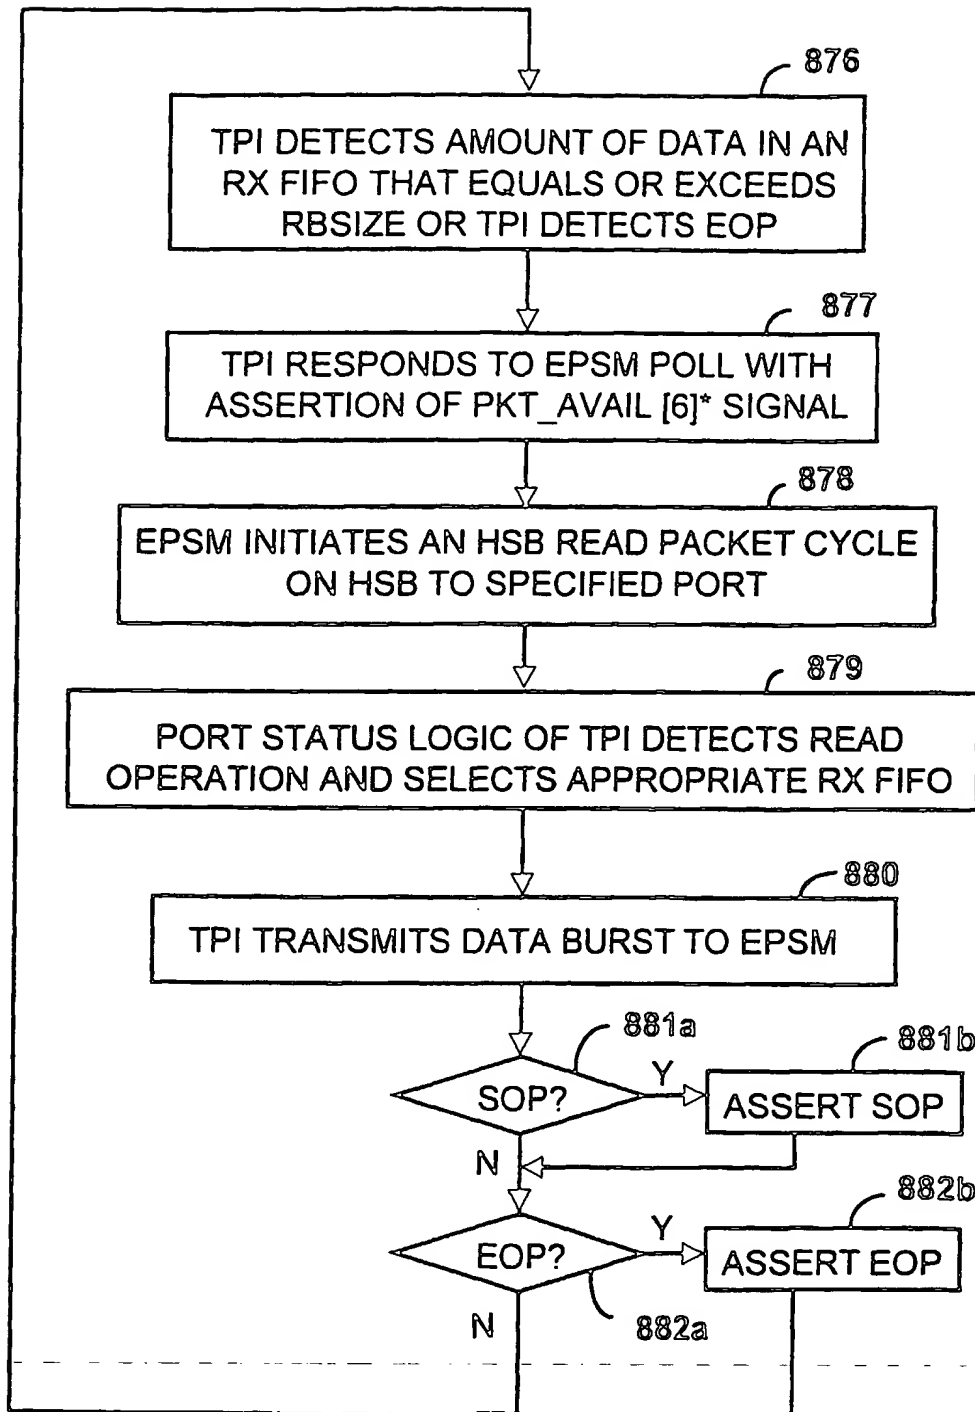 876
TPI DETECTS AMOUNT OF DATA IN AN
RX FIFO THAT EQUALS OR EXCEEDS
RBSIZE OR TPI DETECTS EOP
877
TPI RESPONDS TO EPSM POLL WITH
ASSERTION OF PKT_AVAIL [6]* SIGNAL
878
EPSM INITIATES AN HSB READ PACKET CYCLE
ON HSB TO SPECIFIED PORT
879
PORT STATUS LOGIC OF TPI DETECTS READ
OPERATION AND SELECTS APPROPRIATE RX FIFO
880
TPI TRANSMITS DATA BURST TO EPSM
881a
881b
SOP?
Y
ASSERT SOP
N
882b
EOP?
Y
ASSERT EOP
N
882a